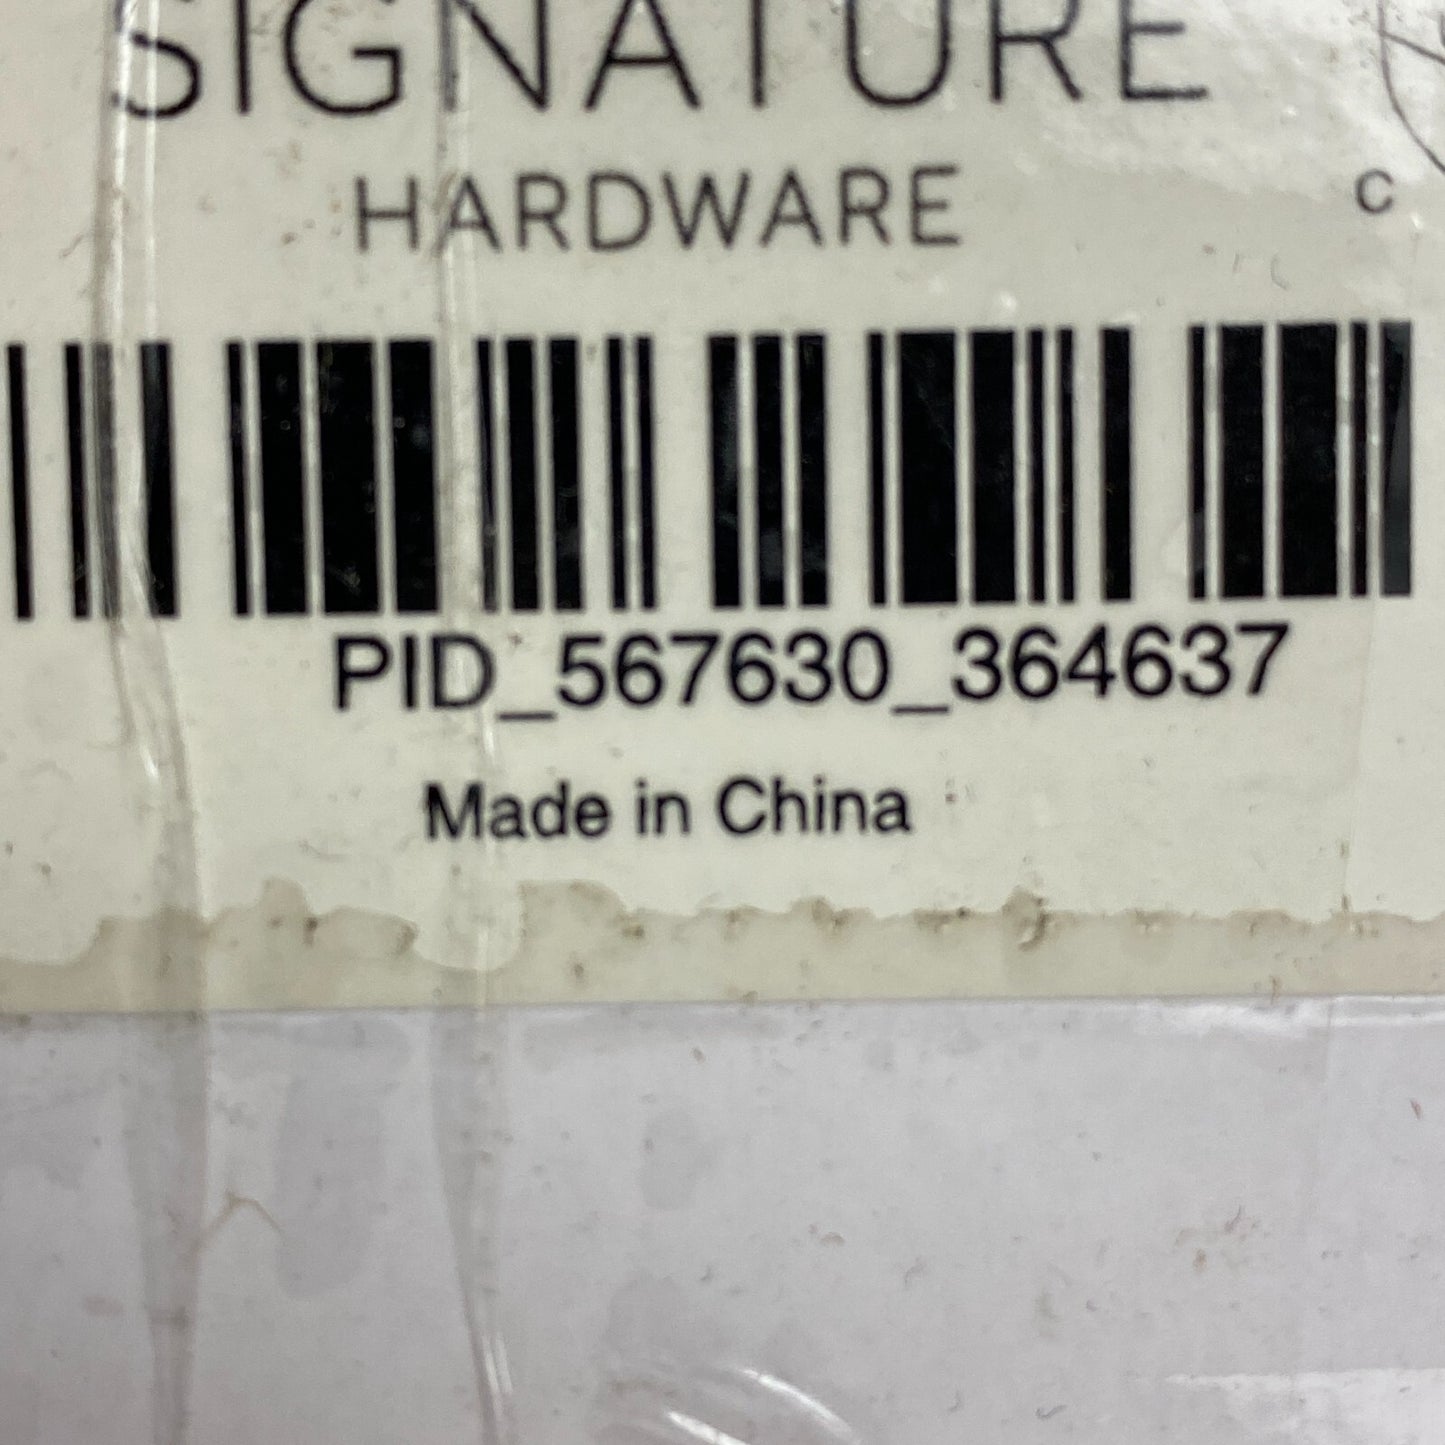 SIGNATURE
HARDWARE
C
PID_567630_364637
Made in China